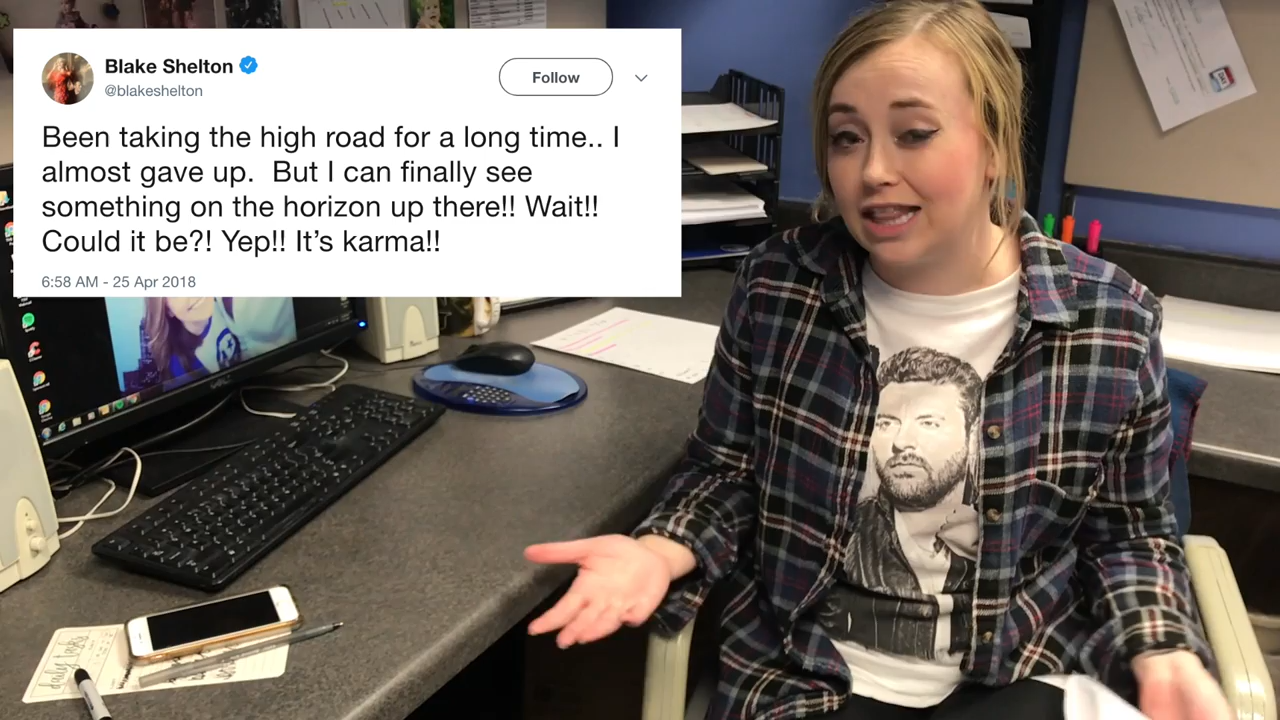 Blake Shelton
Follow
@blakeshelton
Been taking the high road for a long time.. I
almost gave up.  But I can finally see
something on the horizon up there!! Wait!!
Could it be?! Yep!! It’s karma!!
6:58 AM - 25 Apr 2018
daily tasks